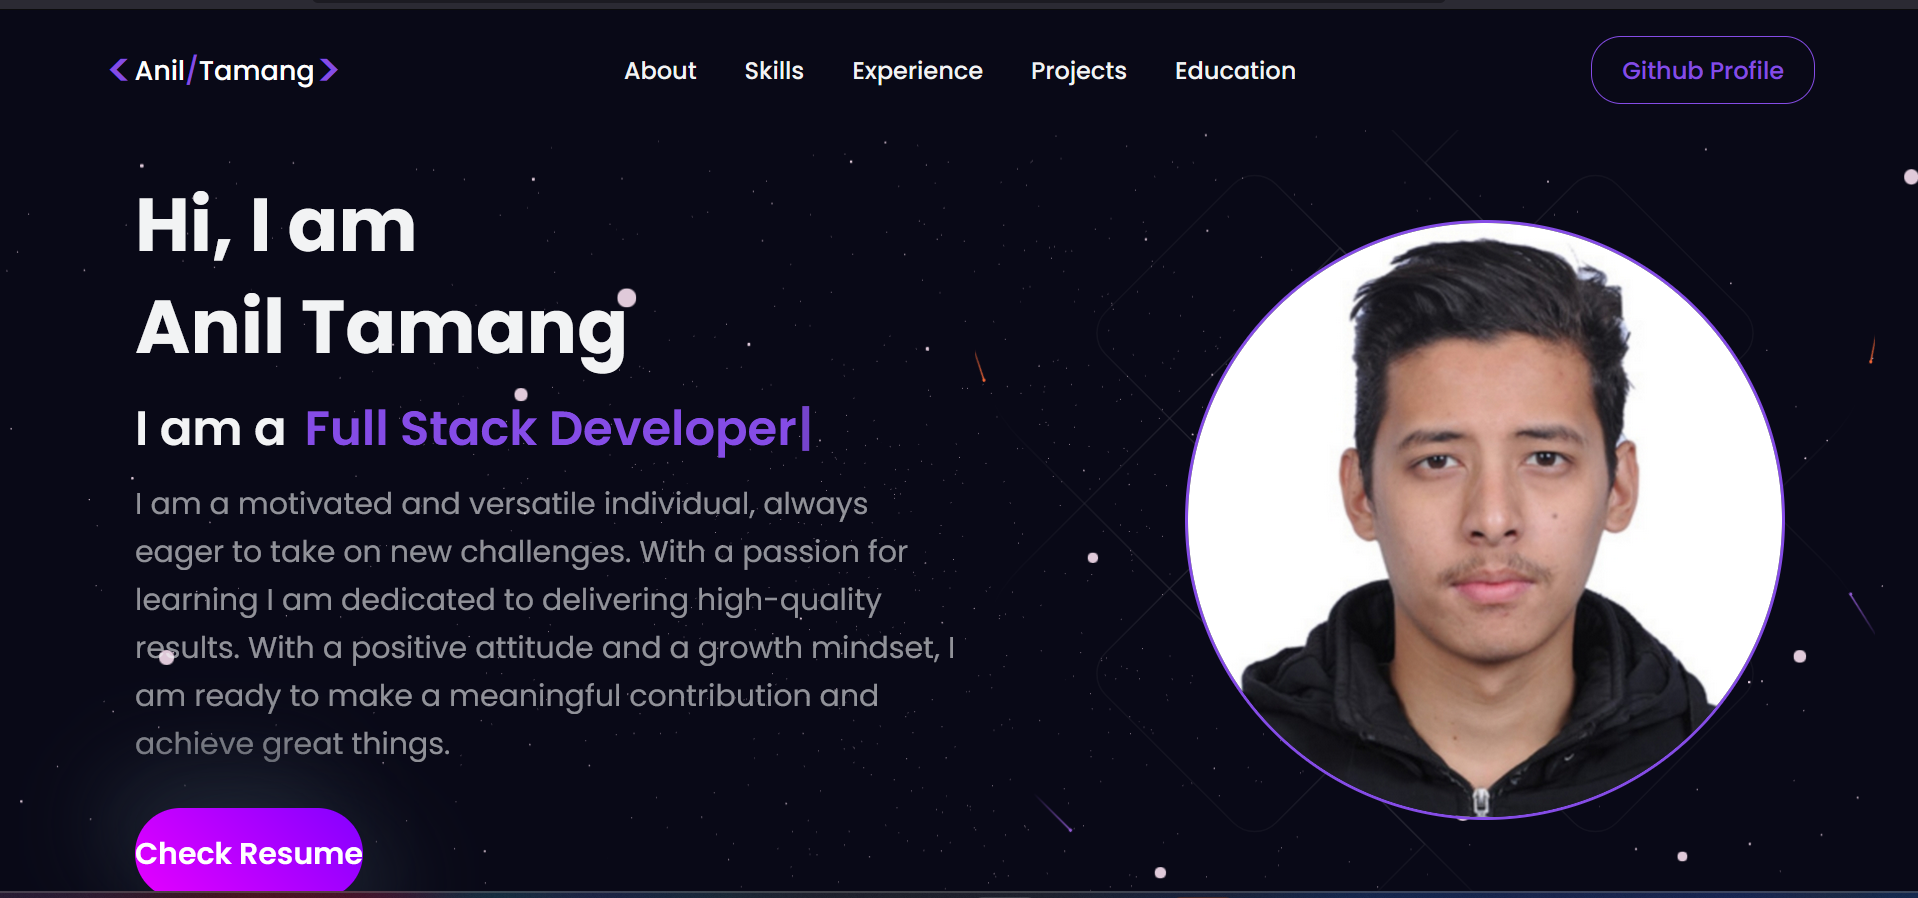 <Anil/Tamang>
About Skills Experience Projects Education
Github Profile
Hi, I am
Anil Tamang
I am a Full Stack Developer|
I am a motivated and versatile individual, always
eager to take on new challenges. With a passion for
learning I am dedicated to delivering high-quality
results. With a positive attitude and a growth mindset, I
am ready to make a meaningful contribution and
achieve great things.
Check Resume